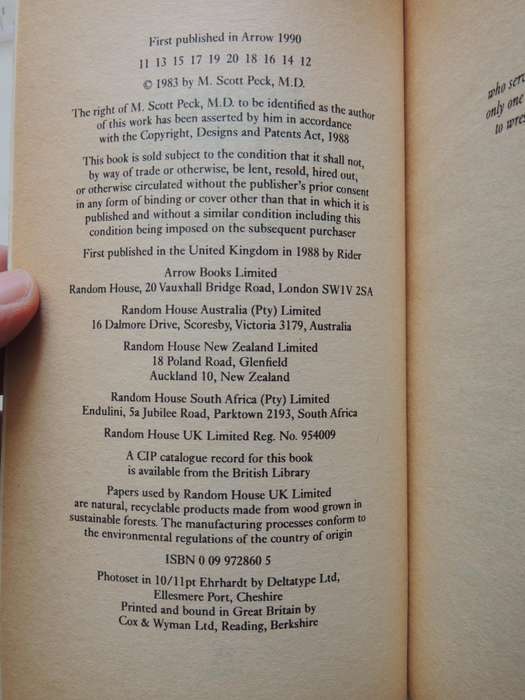 First published in Arrow 1990
11 13 15 17 19 20 18 16 14 12
© 1983 by M. Scott Peck, M.D.
The right of M. Scott Peck, M.D. to be identified as the author
of this work has been asserted by him in accordance
with the Copyright, Designs and Patents Act, 1988
This book is sold subject to the condition that it shall not,
by way of trade or otherwise, be lent, resold, hired out,
or otherwise circulated without the publisher's prior consent
in any form of binding or cover other than that in which it is
published and without a similar condition including this
condition being imposed on the subsequent purchaser
First published in the United Kingdom in 1988 by Rider
Arrow Books Limited
Random House, 20 Vauxhall Bridge Road, London SW1V 2SA
Random House Australia (Pty) Limited
16 Dalmore Drive, Scoresby, Victoria 3179, Australia
Random House New Zealand Limited
18 Poland Road, Glenfield
Auckland 10, New Zealand
Random House South Africa (Pty) Limited
Endulini, 5a Jubilee Road, Parktown 2193, South Africa
Random House UK Limited Reg. No. 954009
A CIP catalogue record for this book
is available from the British Library
Papers used by Random House UK Limited
are natural, recyclable products made from wood grown in
sustainable forests. The manufacturing processes conform to
the environmental regulations of the country of origin
ISBN 0 09 972860 5
Photoset in 10/11pt Ehrhardt by Deltatype Ltd,
Ellesmere Port, Cheshire
Printed and bound in Great Britain by
Cox & Wyman Ltd, Reading, Berkshire
who
only one
to